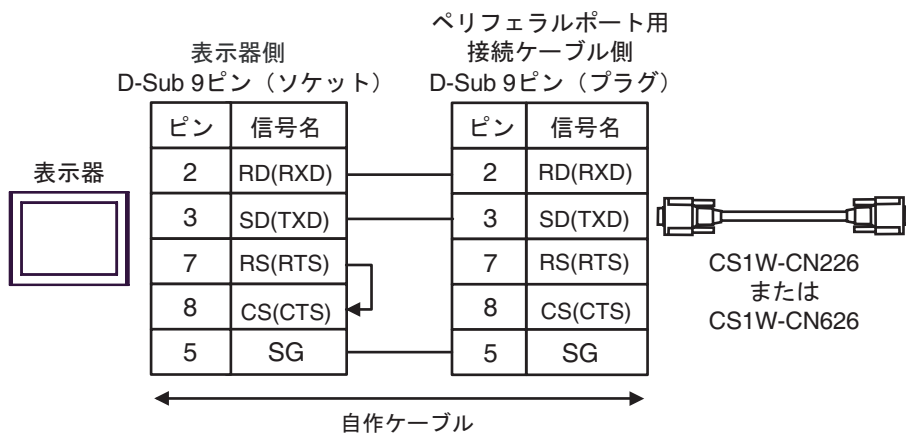 表示器側
D-Sub 9ピン（ソケット）
ペリフェラルポート用
接続ケーブル側
D-Sub 9ピン（プラグ）
表示器
ピン 信号名
2 RD(RXD)
3 SD(TXD)
7 RS(RTS)
8 CS(CTS)
5 SG
ピン 信号名
2 RD(RXD)
3 SD(TXD)
7 RS(RTS)
8 CS(CTS)
5 SG
CS1W-CN226
または
CS1W-CN626
自作ケーブル